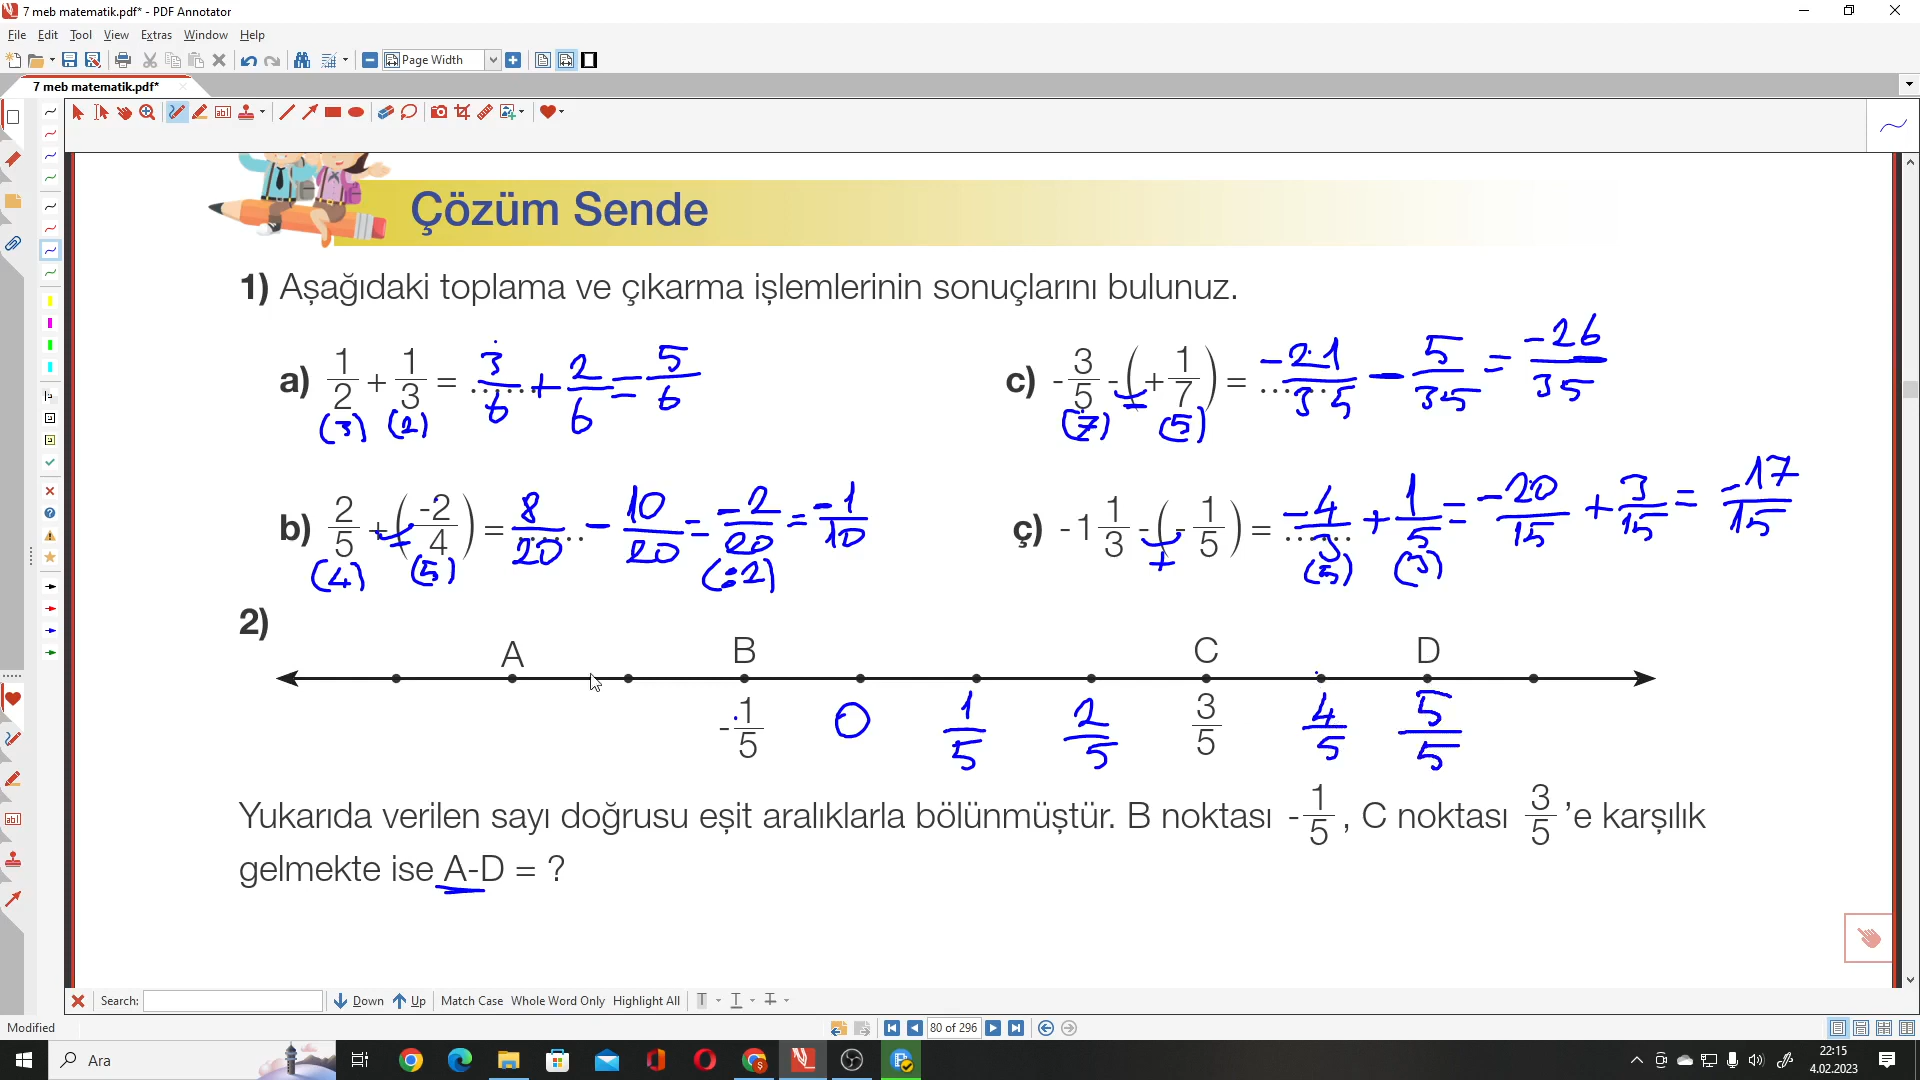 7 meb matematik.pdf* - PDF Annotator
File Edit Tool View Extras Window Help
Page Width
7 meb matematik.pdf*
Çözüm Sende
1) Aşağıdaki toplama ve çıkarma işlemlerinin sonuçlarını bulunuz.
a) 1/2 + 1/3 = ...... 3/6 + 2/6 = 5/6
(3) (2)
c) -3/5 - (+1/7) = ...... -21/35 - 5/35 = -26/35
- (7) (5)
b) 2/5 + (-2/4) = ...... 8/20 - 10/20 = -2/20 = -1/10
- (4) (5) (:2)
ç) -1 1/3 - (-1/5) = ...... -4/3 + 1/5 = -20/15 + 3/15 = -17/15
+ (5) (3)
2)
A B C D
-1/5 0 1/5 2/5 3/5 4/5 5/5
Yukarıda verilen sayı doğrusu eşit aralıklarla bölünmüştür. B noktası -1/5, C noktası 3/5 'e karşılık
gelmekte ise A-D = ?
Search: Down Up Match Case Whole Word Only Highlight All
Modified 80 of 296
Ara 22:15
4.02.2023